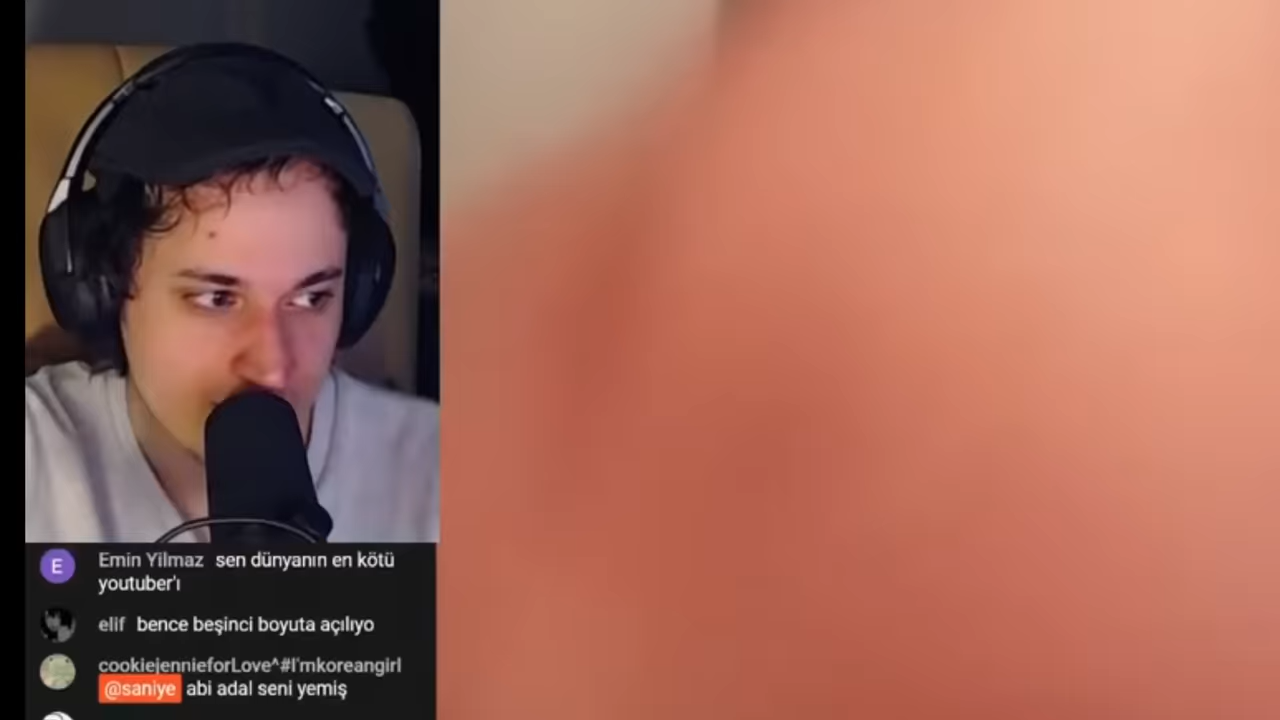 E
Emin Yilmaz sen dünyanın en kötü
youtuber'ı
elif bence beşinci boyuta açılıyo
cookiejennieforLove^#I'mkoreangirl
@saniye abi adal seni yemiş